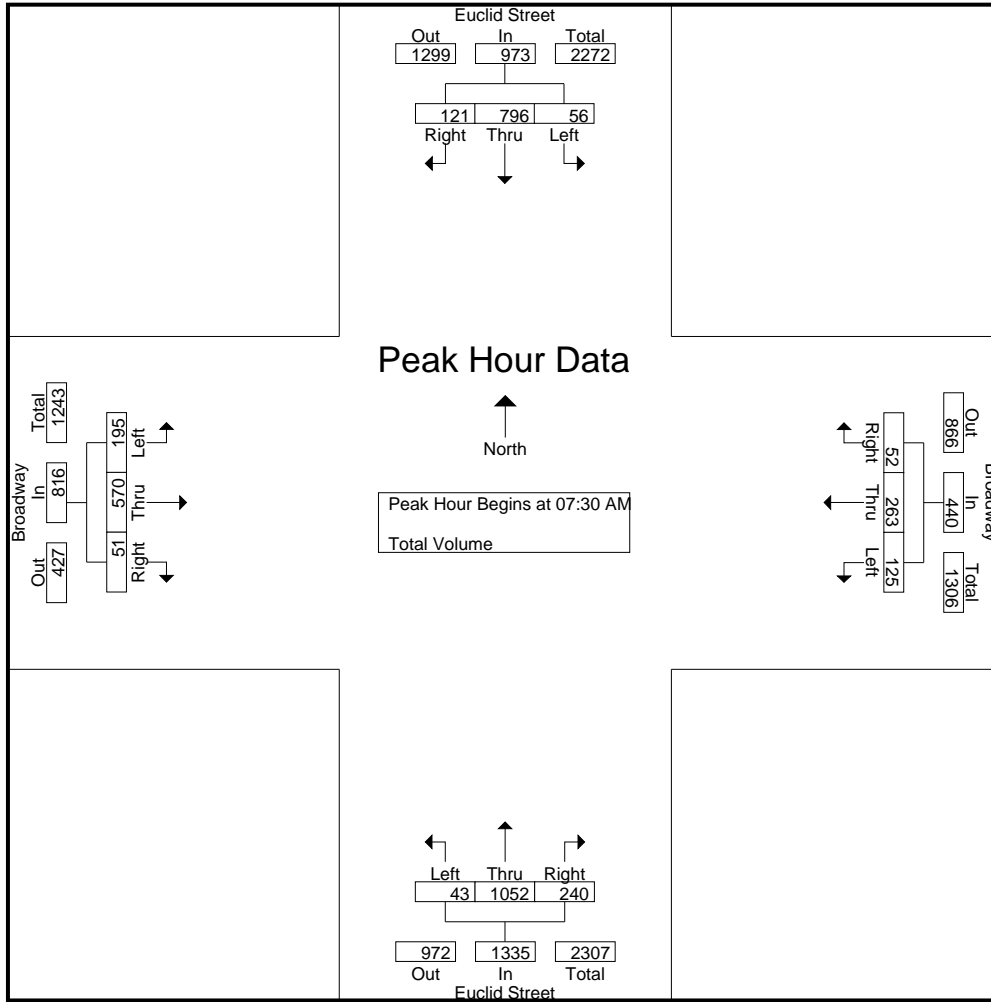 Euclid Street
Out In Total
1299 973 2272
121 796 56
Right Thru Left
Peak Hour Data
North
Peak Hour Begins at 07:30 AM
Total Volume
Broadway
Total In Out
1243 816 427
195 570 51
Left Thru Right
Broadway
Out In Total
866 440 1306
52 263 125
Right Thru Left
Left Thru Right
43 1052 240
972 1335 2307
Out In Total
Euclid Street